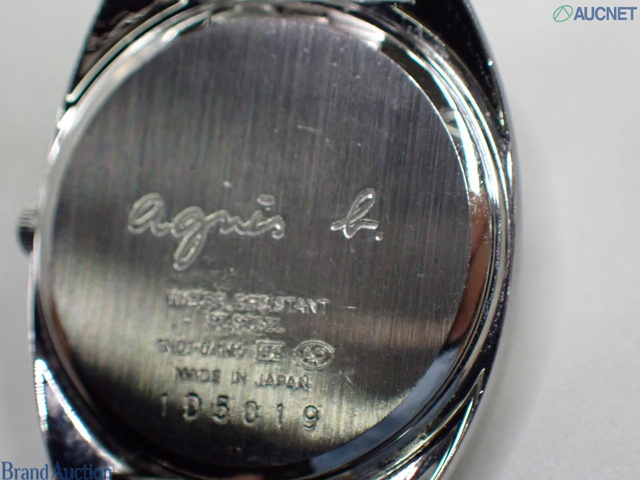 AUCNET
agnès b.
WATER RESISTANT
MADE IN JAPAN
1D5019
Brand Auction